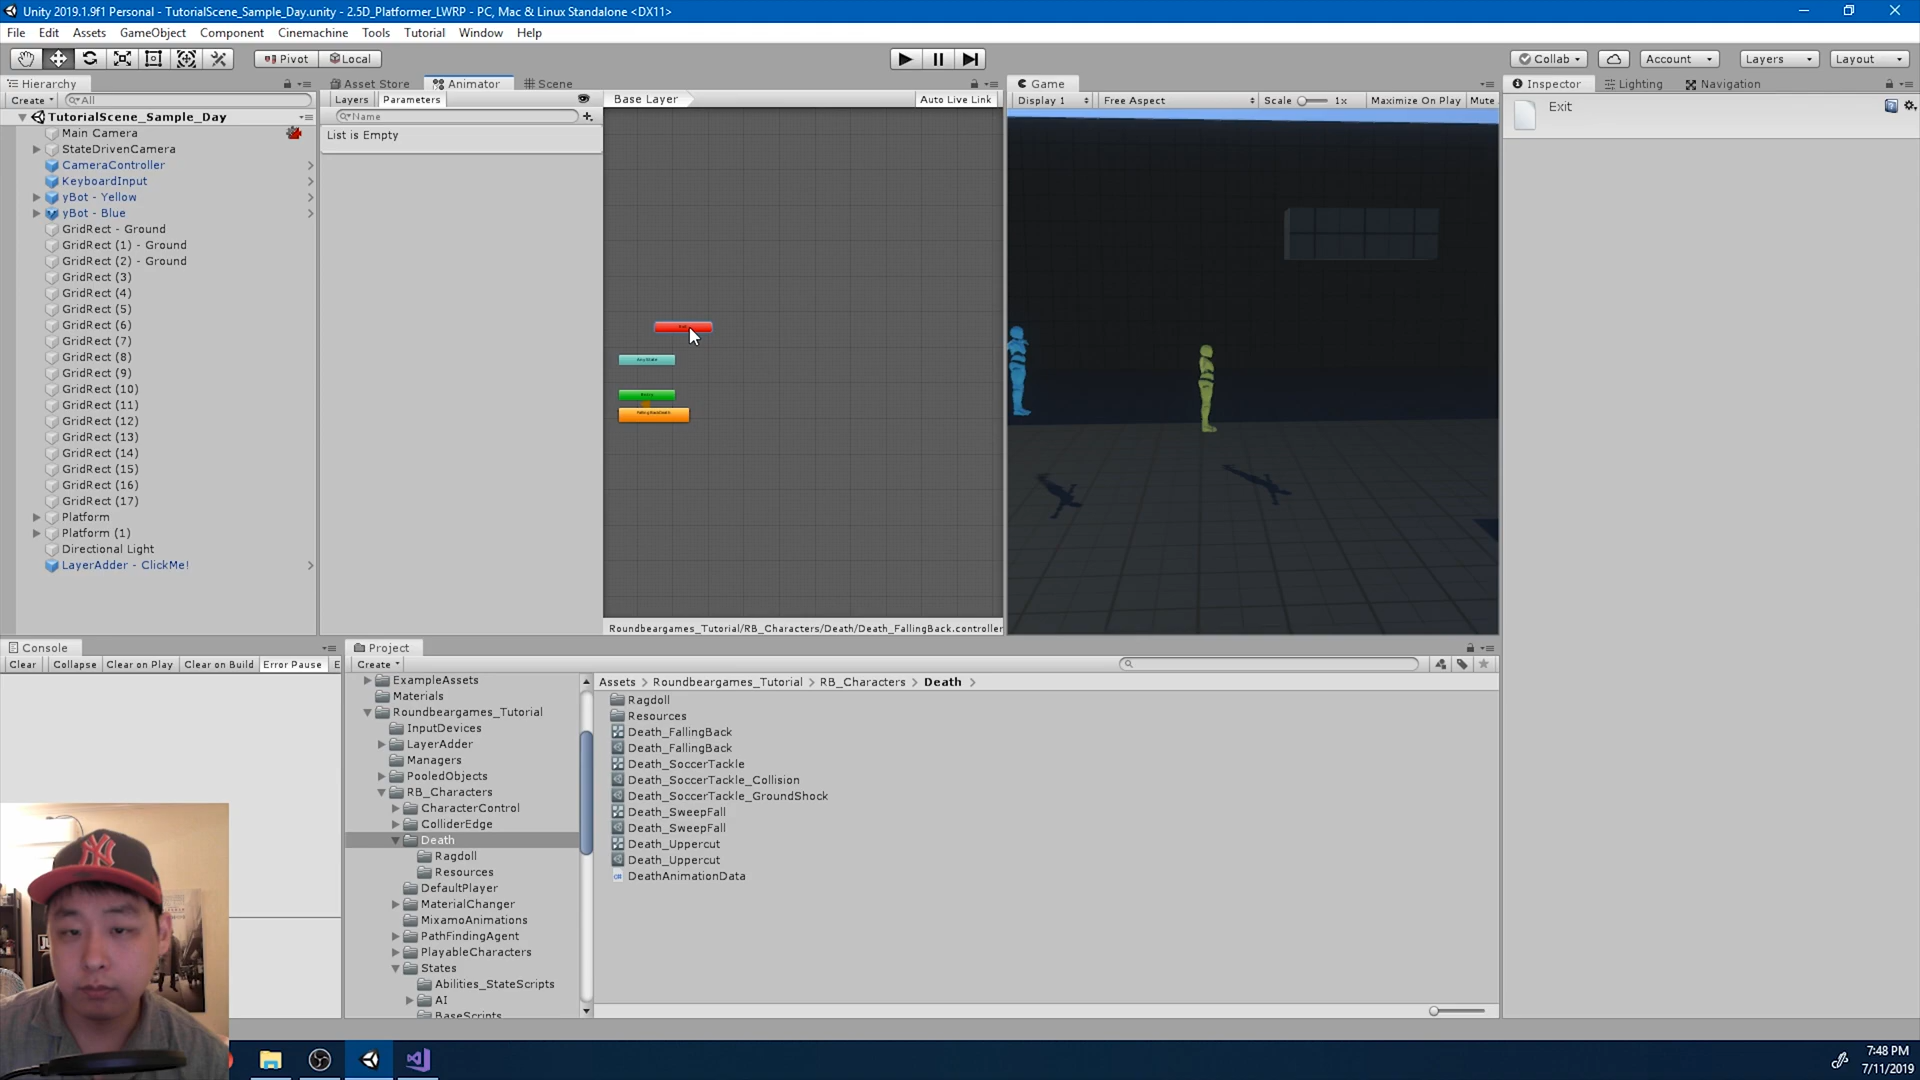 Unity 2019.1.9f1 Personal - TutorialScene_Sample_Day.unity - 2.5D_Platformer_LWRP - PC, Mac & Linux Standalone <DX11>
File Edit Assets GameObject Component Cinemachine Tools Tutorial Window Help
Pivot Local Collab Account Layers Layout
Hierarchy
Create All
TutorialScene_Sample_Day
Main Camera
StateDrivenCamera
CameraController
KeyboardInput
yBot - Yellow
yBot - Blue
GridRect - Ground
GridRect (1) - Ground
GridRect (2) - Ground
GridRect (3)
GridRect (4)
GridRect (5)
GridRect (6)
GridRect (7)
GridRect (8)
GridRect (9)
GridRect (10)
GridRect (11)
GridRect (12)
GridRect (13)
GridRect (14)
GridRect (15)
GridRect (16)
GridRect (17)
Platform
Platform (1)
Directional Light
LayerAdder - ClickMe!
Asset Store Animator Scene
Layers Parameters Base Layer Auto Live Link
Name
List is Empty
Any State
Entry
FallingBackDeath
Roundbeargames_Tutorial/RB_Characters/Death/Death_FallingBack.controller
Game
Display 1 Free Aspect Scale 1x Maximize On Play Mute
Inspector Lighting Navigation
Exit
Console
Clear Collapse Clear on Play Clear on Build Error Pause E
Project
Create
ExampleAssets
Materials
Roundbeargames_Tutorial
InputDevices
LayerAdder
Managers
PooledObjects
RB_Characters
CharacterControl
ColliderEdge
Death
Ragdoll
Resources
DefaultPlayer
MaterialChanger
MixamoAnimations
PathFindingAgent
PlayableCharacters
States
Abilities_StateScripts
AI
BaseScripts
Assets > Roundbeargames_Tutorial > RB_Characters > Death >
Ragdoll
Resources
Death_FallingBack
Death_FallingBack
Death_SoccerTackle
Death_SoccerTackle_Collision
Death_SoccerTackle_GroundShock
Death_SweepFall
Death_SweepFall
Death_Uppercut
Death_Uppercut
DeathAnimationData
7:48 PM
7/11/2019